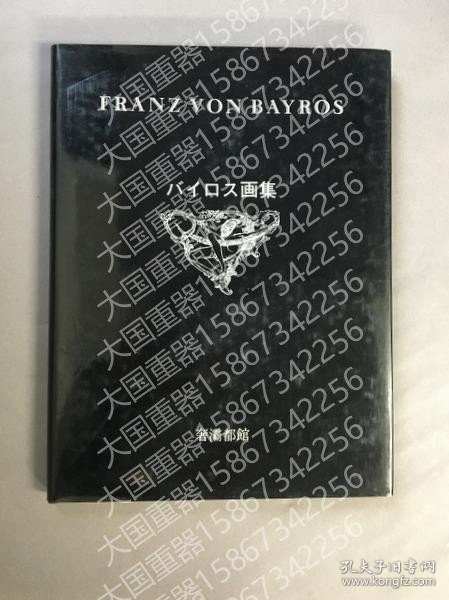 FRANZ VON BAYROS
バイロス画集
奢灞都館
大国重器15867342256
孔夫子旧书网
www.kongfz.com